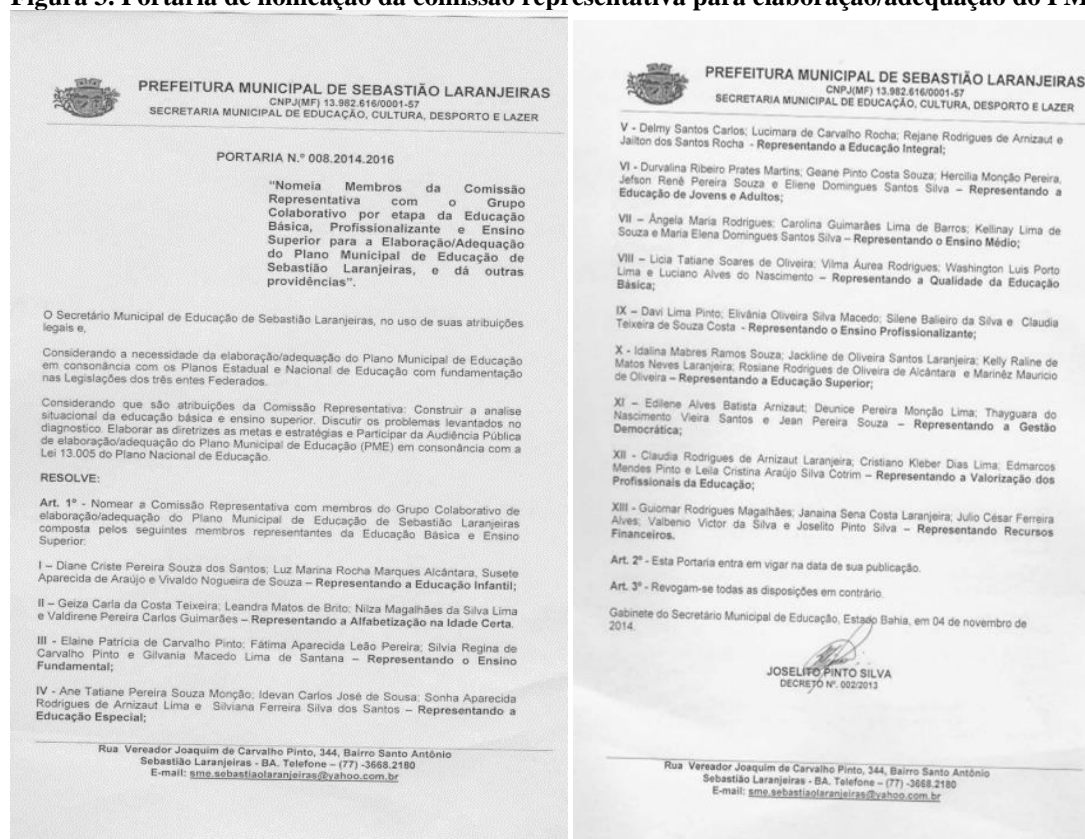 Figura 3. Portaria de nomeação da comissão representativa para elaboração/adequação do PM
PREFEITURA MUNICIPAL DE SEBASTIÃO LARANJEIRAS
CNPJ(MF) 13.982.616/0001-57
SECRETARIA MUNICIPAL DE EDUCAÇÃO, CULTURA, DESPORTO E LAZER
PORTARIA N.º 008.2014.2016
"Nomeia Membros da Comissão
Representativa com o Grupo
Colaborativo por etapa da Educação
Básica, Profissionalizante e Ensino
Superior para a Elaboração/Adequação
do Plano Municipal de Educação de
Sebastião Laranjeiras, e dá outras
providências".
O Secretário Municipal de Educação de Sebastião Laranjeiras, no uso de suas atribuições
legais e,
Considerando a necessidade da elaboração/adequação do Plano Municipal de Educação
em consonância com os Planos Estadual e Nacional de Educação com fundamentação
nas Legislações dos três entes Federados.
Considerando que são atribuições da Comissão Representativa: Construir a analise
situacional da educação básica e ensino superior. Discutir os problemas levantados no
diagnostico. Elaborar as diretrizes as metas e estratégias e Participar da Audiência Pública
de elaboração/adequação do Plano Municipal de Educação (PME) em consonância com a
Lei 13.005 do Plano Nacional de Educação.
RESOLVE:
Art. 1º - Nomear a Comissão Representativa com membros do Grupo Colaborativo de
elaboração/adequação do Plano Municipal de Educação de Sebastião Laranjeiras
composta pelos seguintes membros representantes da Educação Básica e Ensino
Superior:
I – Diane Criste Pereira Souza dos Santos; Luz Marina Rocha Marques Alcântara, Susete
Aparecida de Araújo e Vivaldo Nogueira de Souza – Representando a Educação Infantil;
II – Geiza Carla da Costa Teixeira; Leandra Matos de Brito; Nilza Magalhães da Silva Lima
e Valdirene Pereira Carlos Guimarães – Representando a Alfabetização na Idade Certa.
III - Elaine Patrícia de Carvalho Pinto; Fátima Aparecida Leão Pereira; Silvia Regina de
Carvalho Pinto e Gilvania Macedo Lima de Santana – Representando o Ensino
Fundamental;
IV - Ane Tatiane Pereira Souza Monção; Idevan Carlos José de Sousa; Sonha Aparecida
Rodrigues de Arnizaut Lima e Silviana Ferreira Silva dos Santos – Representando a
Educação Especial;
Rua Vereador Joaquim de Carvalho Pinto, 344, Bairro Santo Antônio
Sebastião Laranjeiras - BA. Telefone – (77) -3668.2180
E-mail: sme.sebastiaolaranjeiras@yahoo.com.br
PREFEITURA MUNICIPAL DE SEBASTIÃO LARANJEIRAS
CNPJ(MF) 13.982.616/0001-57
SECRETARIA MUNICIPAL DE EDUCAÇÃO, CULTURA, DESPORTO E LAZER
V - Delmy Santos Carlos; Lucimara de Carvalho Rocha; Rejane Rodrigues de Arnizaut e
Jailton dos Santos Rocha - Representando a Educação Integral;
VI - Durvalina Ribeiro Prates Martins; Geane Pinto Costa Souza; Hercilia Monção Pereira,
Jefson Renê Pereira Souza e Eliene Domingues Santos Silva – Representando a
Educação de Jovens e Adultos;
VII – Ângela Maria Rodrigues; Carolina Guimarães Lima de Barros; Kellinay Lima de
Souza e Maria Elena Domingues Santos Silva – Representando o Ensino Médio;
VIII – Licia Tatiane Soares de Oliveira; Vilma Áurea Rodrigues; Washington Luis Porto
Lima e Luciano Alves do Nascimento – Representando a Qualidade da Educação
Básica;
IX – Davi Lima Pinto; Elivânia Oliveira Silva Macedo; Silene Balieiro da Silva e Claudia
Teixeira de Souza Costa - Representando o Ensino Profissionalizante;
X - Idalina Mabres Ramos Souza; Jackline de Oliveira Santos Laranjeira; Kelly Raline de
Matos Neves Laranjeira; Rosiane Rodrigues de Oliveira de Alcântara e Marinêz Mauricio
de Oliveira – Representando a Educação Superior;
XI – Edilene Alves Batista Arnizaut; Deunice Pereira Monção Lima; Thayguara do
Nascimento Vieira Santos e Jean Pereira Souza – Representando a Gestão
Democrática;
XII - Claudia Rodrigues de Arnizaut Laranjeira; Cristiano Kleber Dias Lima; Edmarcos
Mendes Pinto e Leila Cristina Araújo Silva Cotrim – Representando a Valorização dos
Profissionais da Educação;
XIII - Guiomar Rodrigues Magalhães; Janaina Sena Costa Laranjeira; Julio César Ferreira
Alves; Valbenio Victor da Silva e Joselito Pinto Silva – Representando Recursos
Financeiros.
Art. 2º - Esta Portaria entra em vigar na data de sua publicação.
Art. 3º - Revogam-se todas as disposições em contrário.
Gabinete do Secretário Municipal de Educação, Estado Bahia, em 04 de novembro de
2014.
JOSELITO PINTO SILVA
DECRETO Nº. 002/2013
Rua Vereador Joaquim de Carvalho Pinto, 344, Bairro Santo Antônio
Sebastião Laranjeiras - BA. Telefone – (77) -3668.2180
E-mail: sme.sebastiaolaranjeiras@yahoo.com.br